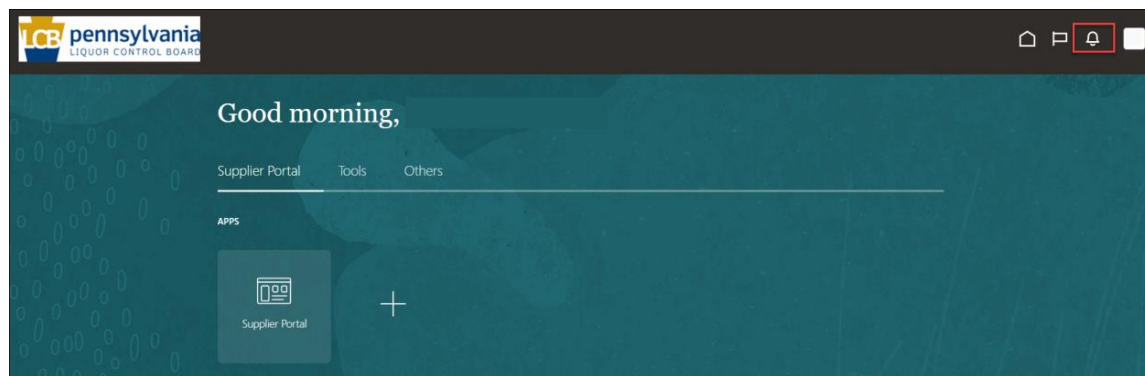 LCB pennsylvania
LIQUOR CONTROL BOARD
Good morning,
Supplier Portal Tools Others
APPS
Supplier Portal